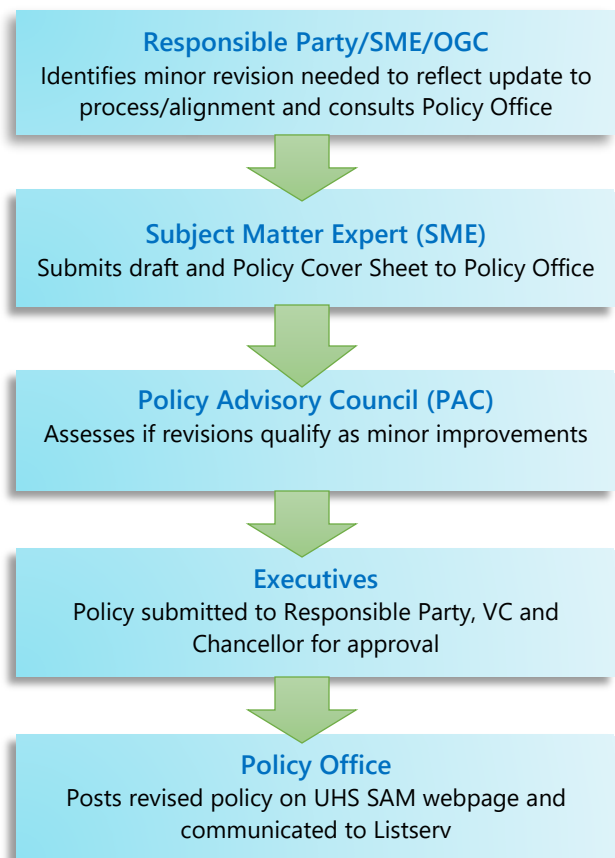 Responsible Party/SME/OGC
Identifies minor revision needed to reflect update to
process/alignment and consults Policy Office
Subject Matter Expert (SME)
Submits draft and Policy Cover Sheet to Policy Office
Policy Advisory Council (PAC)
Assesses if revisions qualify as minor improvements
Executives
Policy submitted to Responsible Party, VC and
Chancellor for approval
Policy Office
Posts revised policy on UHS SAM webpage and
communicated to Listserv